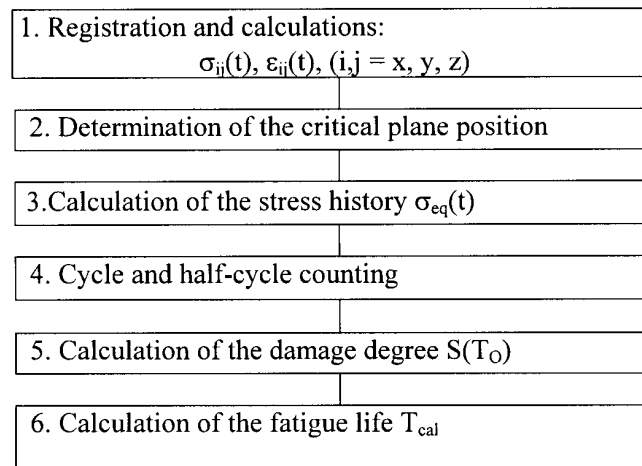 1. Registration and calculations:
σij(t), εij(t), (i,j = x, y, z)
2. Determination of the critical plane position
3.Calculation of the stress history σeq(t)
4. Cycle and half-cycle counting
5. Calculation of the damage degree S(TO)
6. Calculation of the fatigue life Tcal